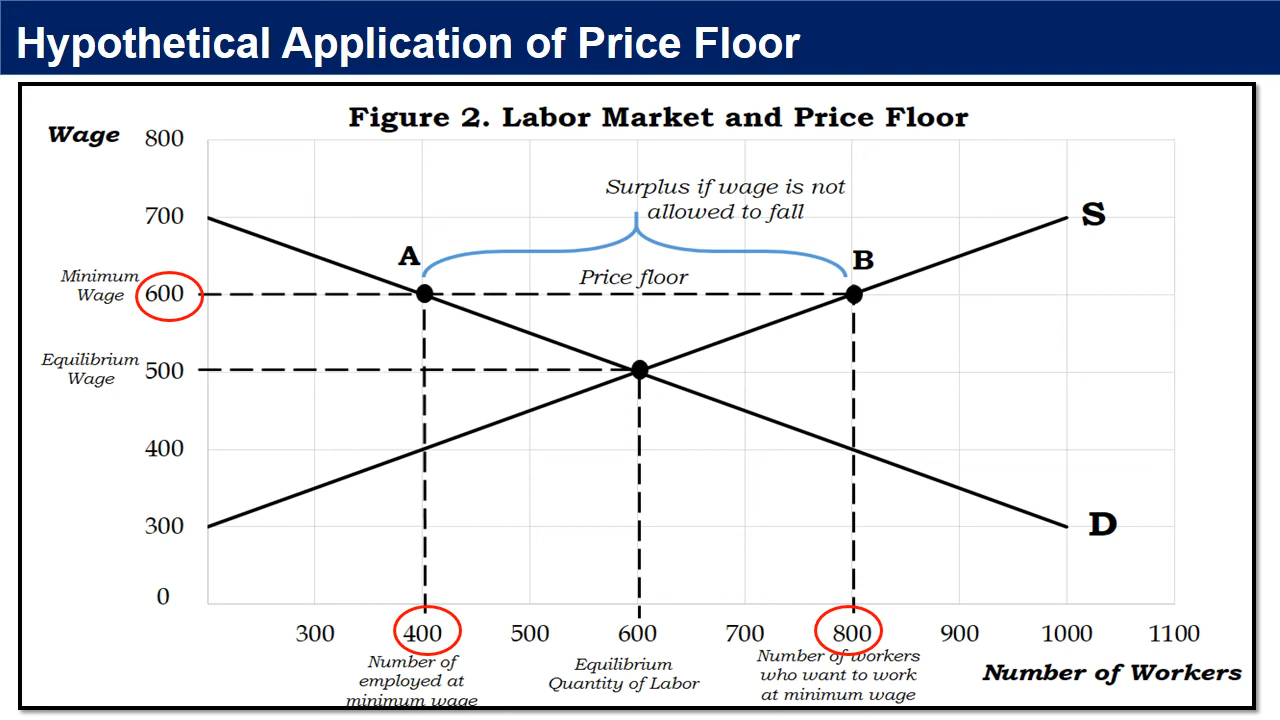 Hypothetical Application of Price Floor
Figure 2. Labor Market and Price Floor
Wage
800
Surplus if wage is not
allowed to fall
700
S
A
B
Minimum
Wage
600
Price floor
Equilibrium
Wage
500
400
300
D
0
300 400 500 600 700 800 900 1000 1100
Number of
employed at
minimum wage
Equilibrium
Quantity of Labor
Number of workers
who want to work
at minimum wage
Number of Workers